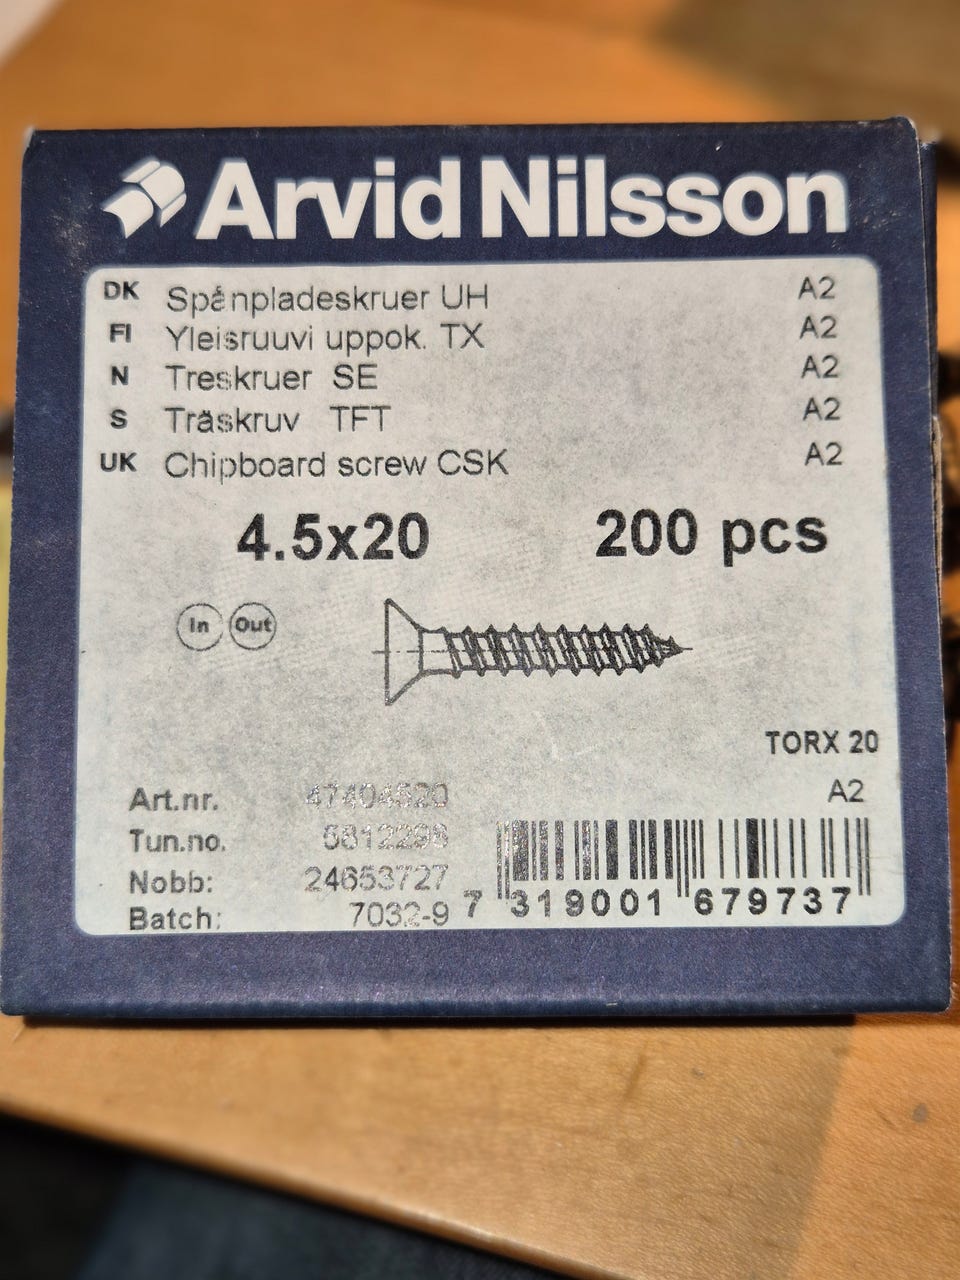 Arvid Nilsson
DK Spånpladeskruer UH A2
FI Yleisruuvi uppok. TX A2
N Treskruer SE A2
S Träskruv TFT A2
UK Chipboard screw CSK A2
4.5x20 200 pcs
In Out
TORX 20
A2
Art.nr. 47404520
Tun.no. 5812298
Nobb: 24653727
Batch: 7032-9
7 319001 679737